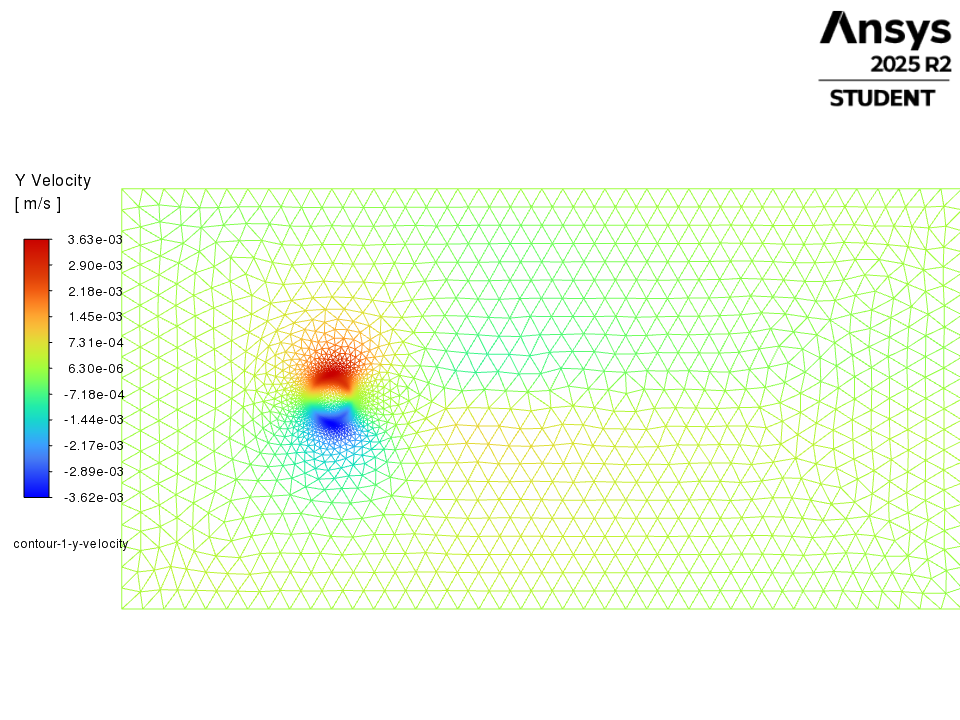 Ansys
2025 R2
STUDENT
Y Velocity
[ m/s ]
3.63e-03
2.90e-03
2.18e-03
1.45e-03
7.31e-04
6.30e-06
-7.18e-04
-1.44e-03
-2.17e-03
-2.89e-03
-3.62e-03
contour-1-y-velocity